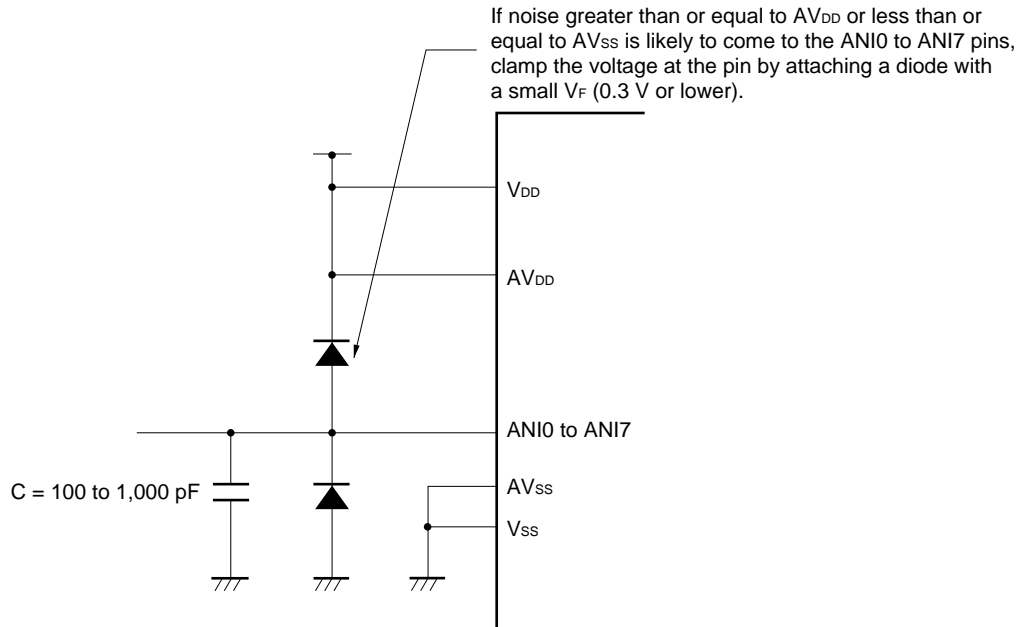 If noise greater than or equal to AVDD or less than or
equal to AVSS is likely to come to the ANI0 to ANI7 pins,
clamp the voltage at the pin by attaching a diode with
a small VF (0.3 V or lower).
VDD
AVDD
ANI0 to ANI7
C = 100 to 1,000 pF
AVSS
VSS